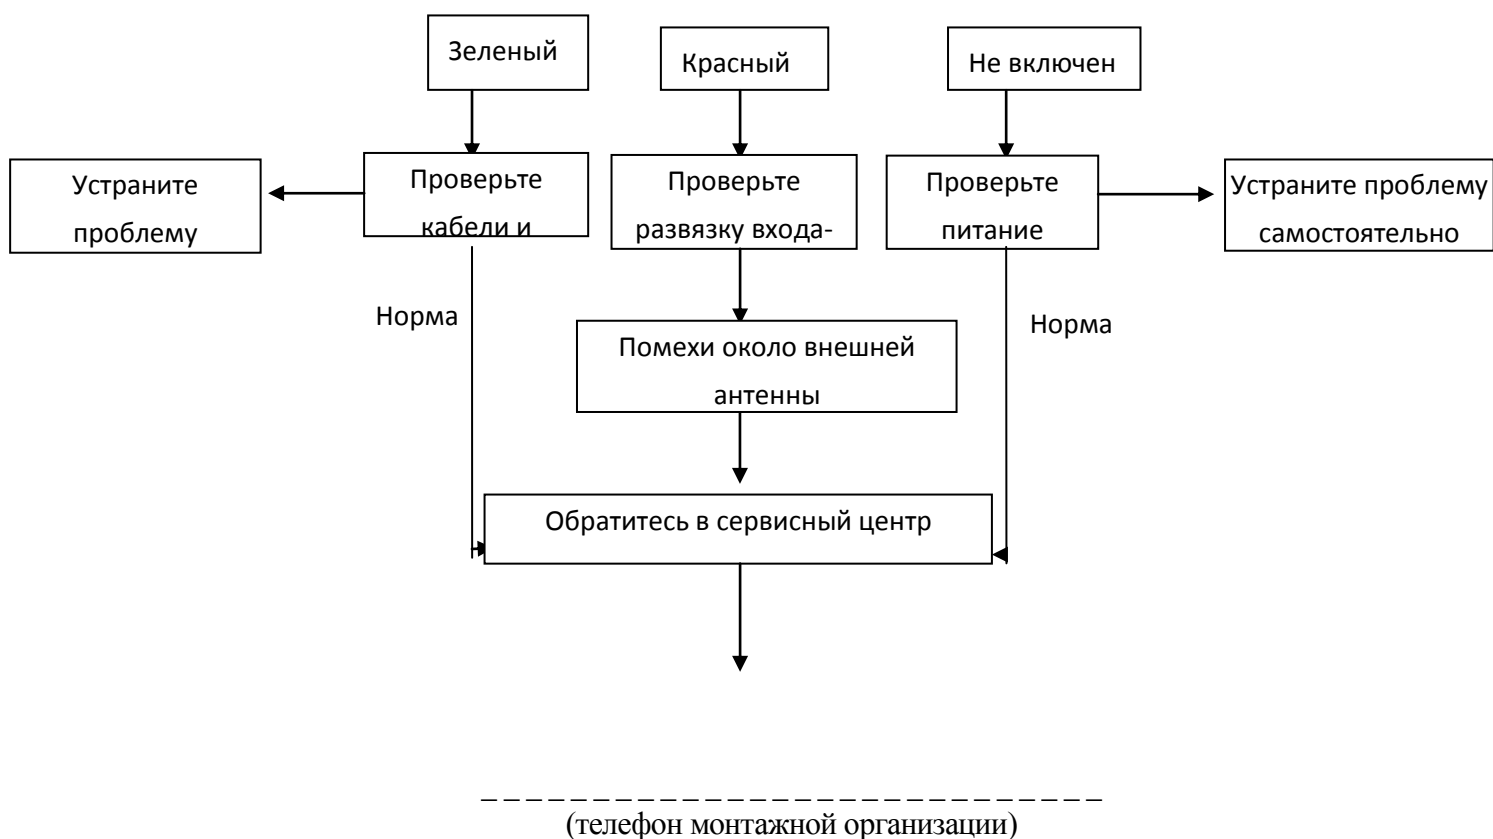 Зеленый
Красный
Не включен
Устраните
проблему
Проверьте
кабели и
Проверьте
развязку входа-
Проверьте
питание
Устраните проблему
самостоятельно
Норма
Норма
Помехи около внешней
антенны
Обратитесь в сервисный центр
(телефон монтажной организации)